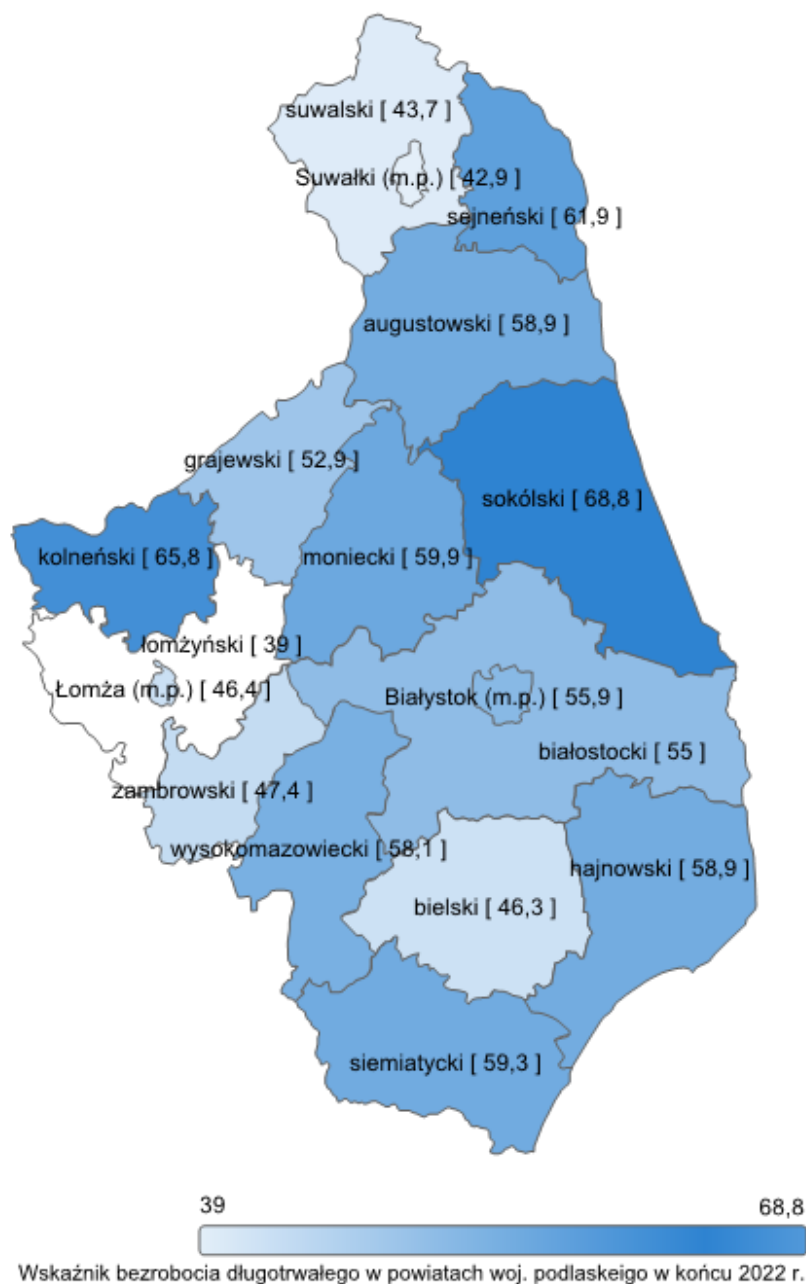 suwalski [ 43,7 ]
Suwałki (m.p.) [ 42,9 ]
sejneński [ 61,9 ]
augustowski [ 58,9 ]
grajewski [ 52,9 ]
sokólski [ 68,8 ]
kolneński [ 65,8 ]
moniecki [ 59,9 ]
łomżyński [ 39 ]
Łomża (m.p.) [ 46,4 ]
Białystok (m.p.) [ 55,9 ]
białostocki [ 55 ]
zambrowski [ 47,4 ]
wysokomazowiecki [ 58,1 ]
hajnowski [ 58,9 ]
bielski [ 46,3 ]
siemiatycki [ 59,3 ]
39
68,8
Wskaźnik bezrobocia długotrwałego w powiatach woj. podlaskeigo w końcu 2022 r.